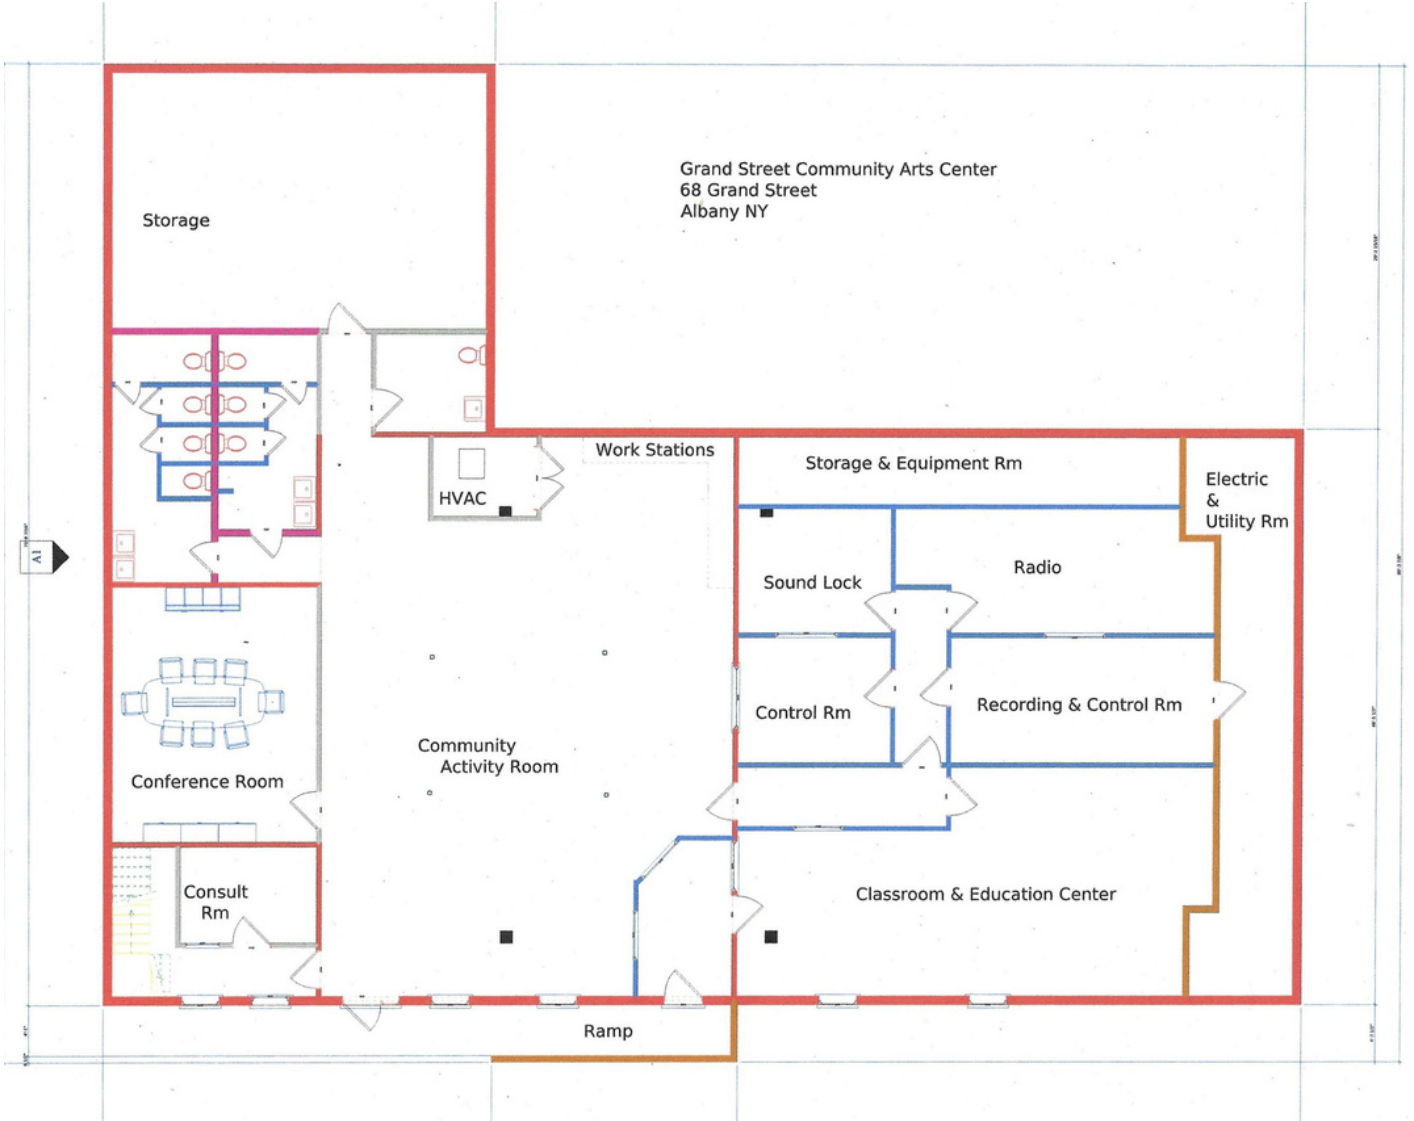 Grand Street Community Arts Center
68 Grand Street
Albany NY
Storage
Work Stations
HVAC
Storage & Equipment Rm
Electric
&
Utility Rm
A1
Sound Lock
Radio
Control Rm
Recording & Control Rm
Community
Activity Room
Conference Room
Consult
Rm
Classroom & Education Center
Ramp